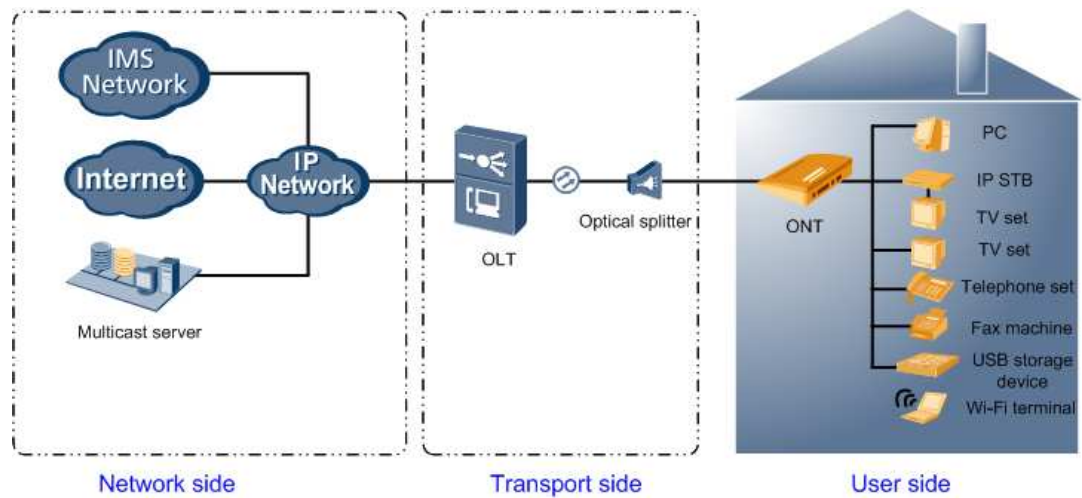 IMS
Network
Internet
IP
Network
Multicast server
OLT
Optical splitter
ONT
PC
IP STB
TV set
TV set
Telephone set
Fax machine
USB storage
device
Wi-Fi terminal
Network side
Transport side
User side